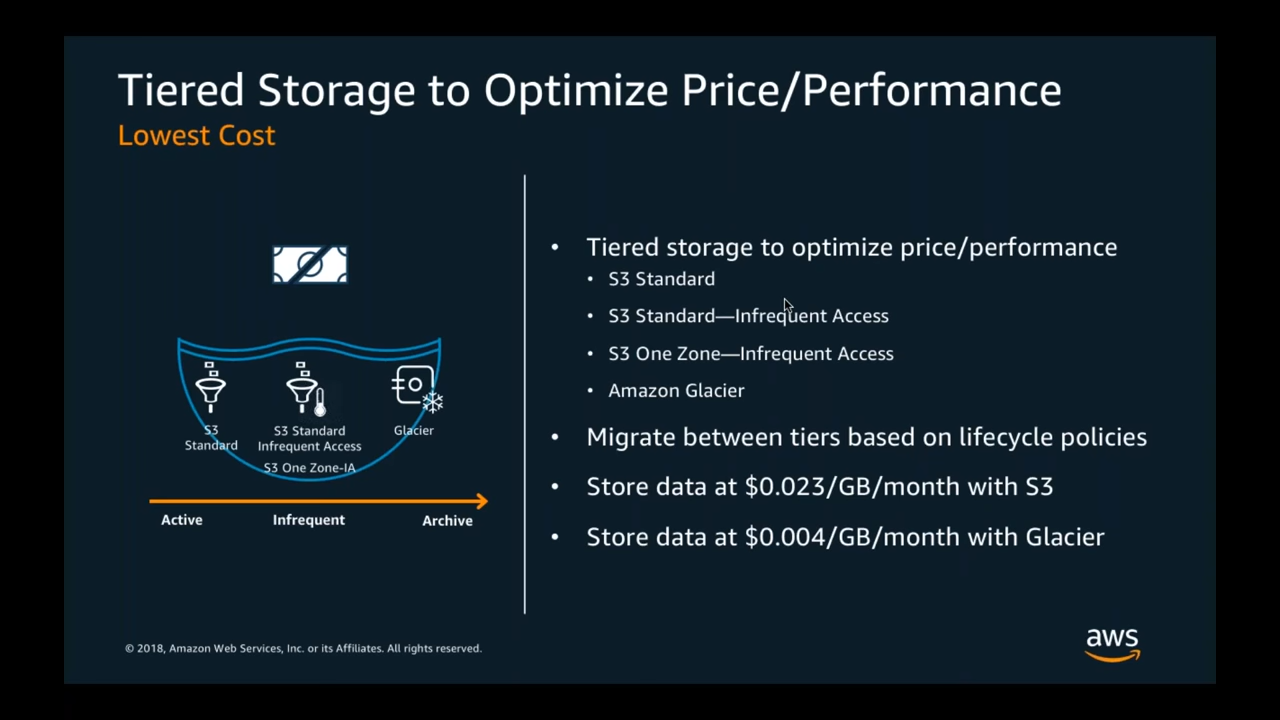 Tiered Storage to Optimize Price/Performance
Lowest Cost
S3 Standard
S3 Standard Infrequent Access
S3 One Zone-IA
Glacier
Active Infrequent Archive
• Tiered storage to optimize price/performance
• S3 Standard
• S3 Standard—Infrequent Access
• S3 One Zone—Infrequent Access
• Amazon Glacier
• Migrate between tiers based on lifecycle policies
• Store data at $0.023/GB/month with S3
• Store data at $0.004/GB/month with Glacier
© 2018, Amazon Web Services, Inc. or its Affiliates. All rights reserved.
aws